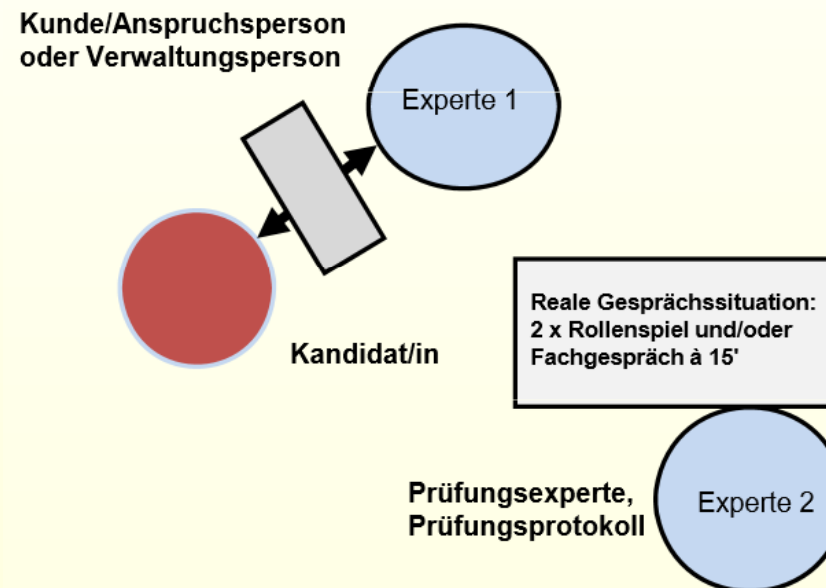 Kunde/Anspruchsperson
oder Verwaltungsperson
Experte 1
Reale Gesprächssituation:
2 x Rollenspiel und/oder
Fachgespräch à 15'
Kandidat/in
Prüfungsexperte,
Prüfungsprotokoll
Experte 2